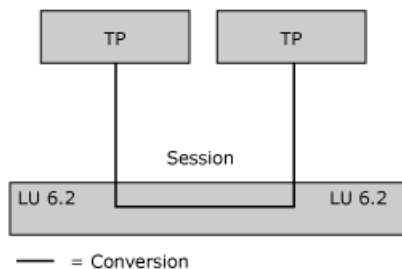 TP TP
Session
LU 6.2 LU 6.2
= Conversion